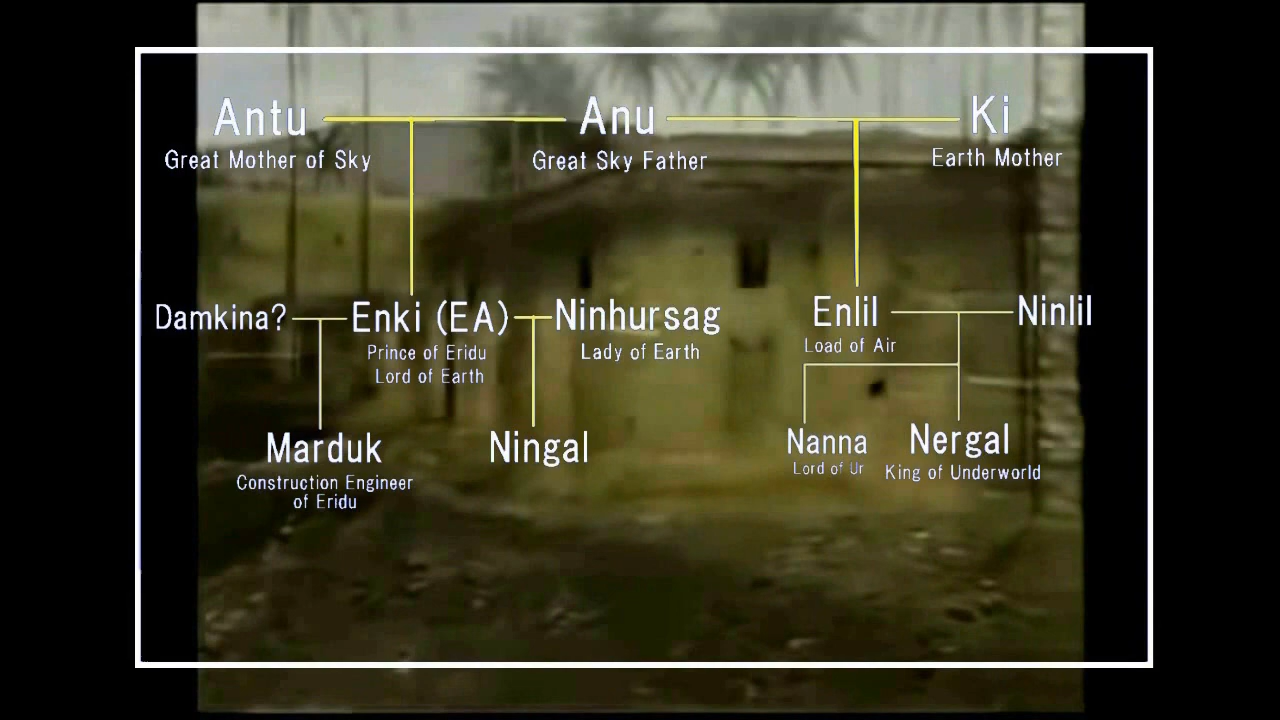 Antu
Great Mother of Sky
Anu
Great Sky Father
Ki
Earth Mother
Damkina?
Enki (EA)
Prince of Eridu
Lord of Earth
Ninhursag
Lady of Earth
Enlil
Load of Air
Ninlil
Marduk
Construction Engineer
of Eridu
Ningal
Nanna
Lord of Ur
Nergal
King of Underworld